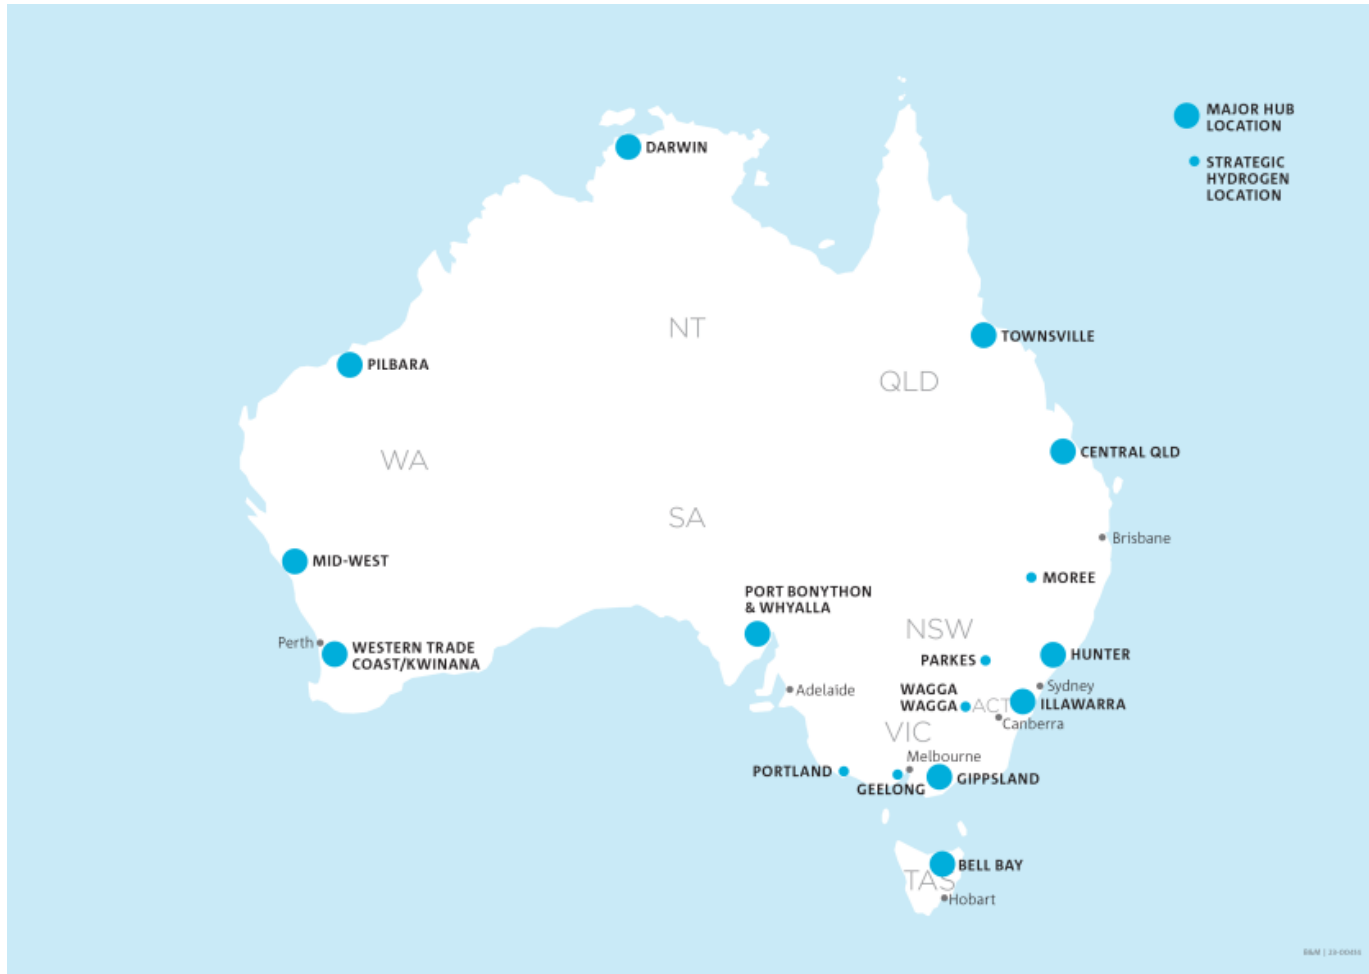 MAJOR HUB
LOCATION
STRATEGIC
HYDROGEN
LOCATION
DARWIN
NT
TOWNSVILLE
PILBARA
QLD
CENTRAL QLD
WA
SA
Brisbane
MID-WEST
MOREE
PORT BONYTHON
& WHYALLA
NSW
Perth
WESTERN TRADE
COAST/KWINANA
PARKES
HUNTER
Adelaide
WAGGA
WAGGA
ACT
Sydney
ILLAWARRA
Canberra
VIC
Melbourne
PORTLAND
GEELONG
GIPPSLAND
BELL BAY
TAS
Hobart